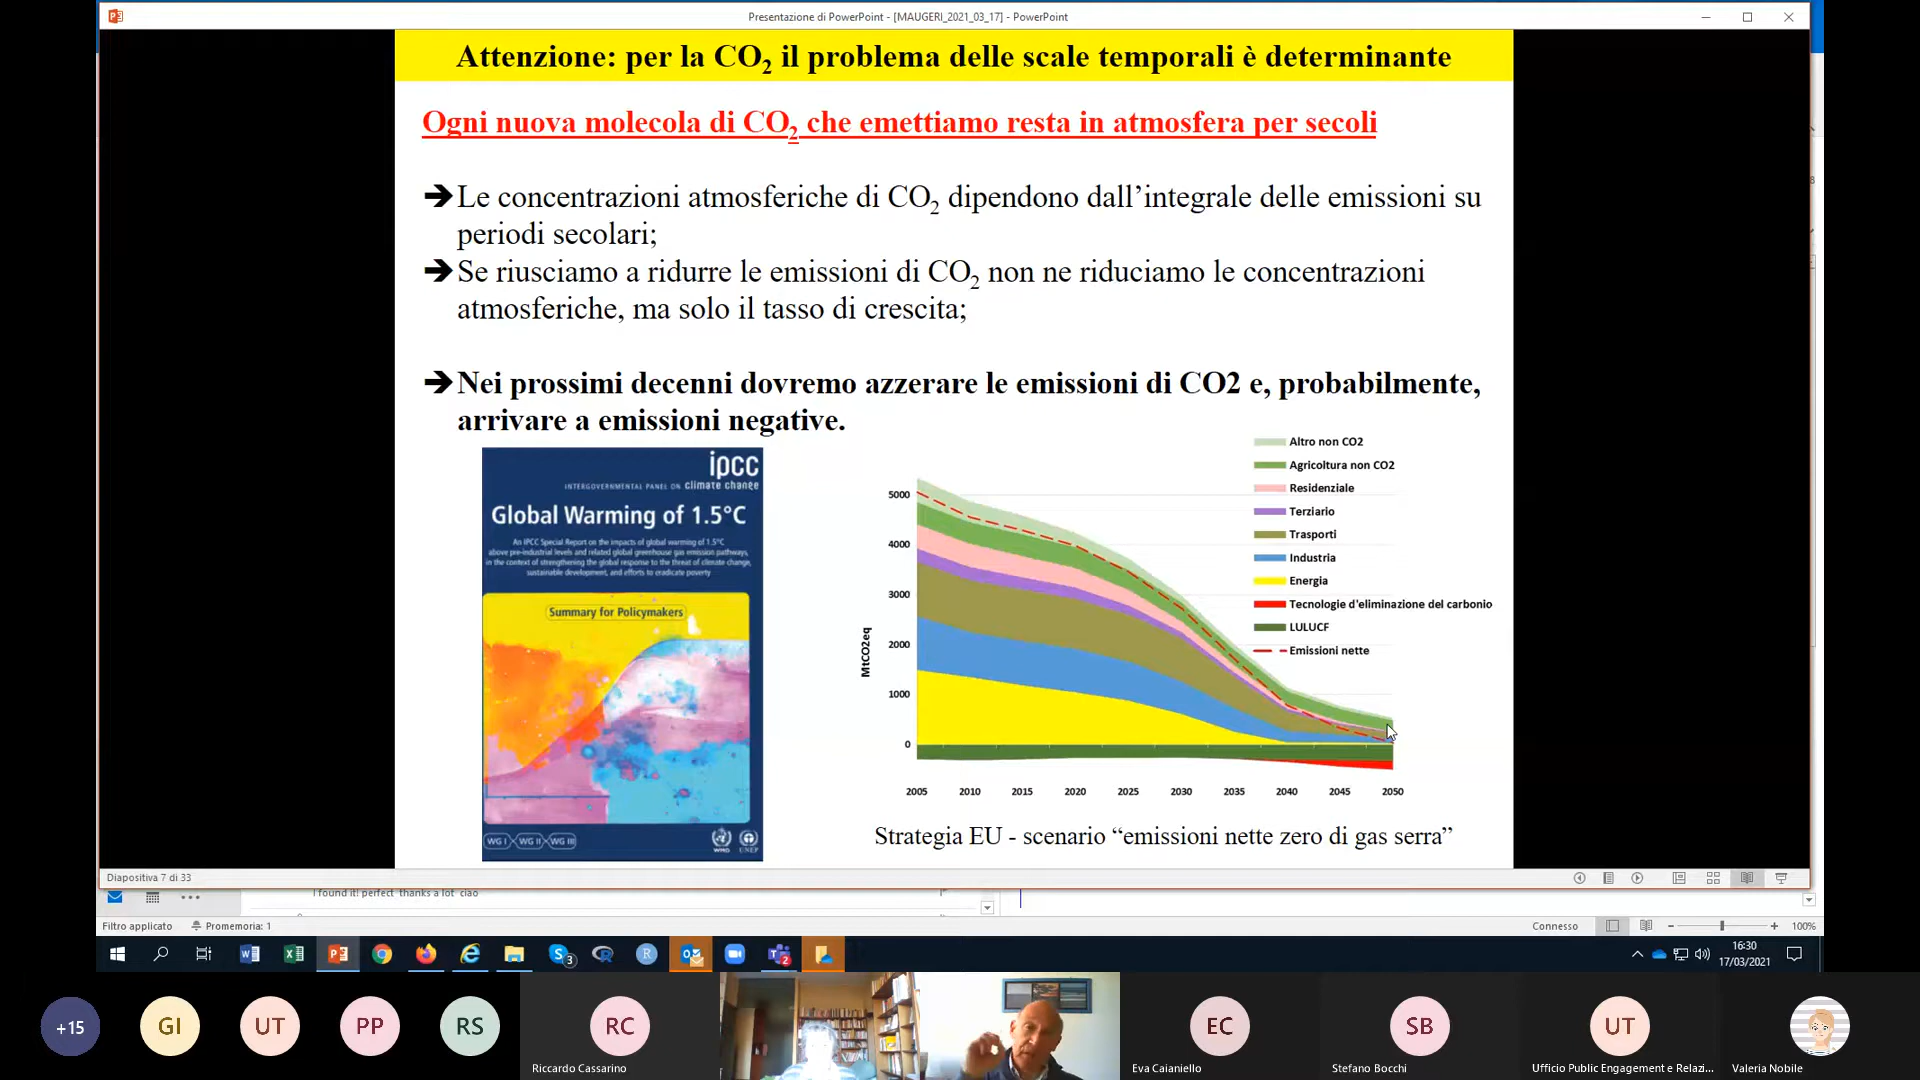 Presentazione di PowerPoint - [MAUGERI_2021_03_17] - PowerPoint
Attenzione: per la CO2 il problema delle scale temporali è determinante
Ogni nuova molecola di CO2 che emettiamo resta in atmosfera per secoli
➔ Le concentrazioni atmosferiche di CO2 dipendono dall’integrale delle emissioni su
periodi secolari;
➔ Se riusciamo a ridurre le emissioni di CO2 non ne riduciamo le concentrazioni
atmosferiche, ma solo il tasso di crescita;
➔ Nei prossimi decenni dovremo azzerare le emissioni di CO2 e, probabilmente,
arrivare a emissioni negative.
ipcc
INTERGOVERNMENTAL PANEL ON climate change
Global Warming of 1.5°C
An IPCC Special Report on the impacts of global warming of 1.5°C
above pre-industrial levels and related global greenhouse gas emission pathways,
in the context of strengthening the global response to the threat of climate change,
sustainable development, and efforts to eradicate poverty
Summary for Policymakers
WG I WG II WG III
WMO UNEP
Altro non CO2
Agricoltura non CO2
Residenziale
Terziario
Trasporti
Industria
Energia
Tecnologie d'eliminazione del carbonio
LULUCF
Emissioni nette
MtCO2eq
5000
4000
3000
2000
1000
0
2005 2010 2015 2020 2025 2030 2035 2040 2045 2050
Strategia EU - scenario “emissioni nette zero di gas serra”
Diapositiva 7 di 33
I found it! perfect thanks a lot ciao
Filtro applicato Promemoria: 1
Connesso 100%
16:30
17/03/2021
+15 GI UT PP RS RC EC SB UT
Riccardo Cassarino Eva Caianiello Stefano Bocchi Ufficio Public Engagement e Relazi... Valeria Nobile